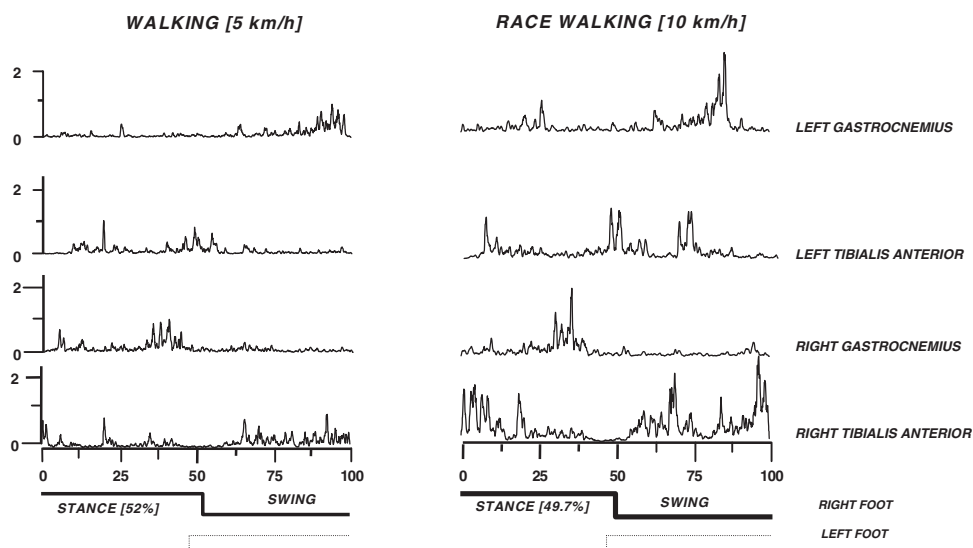 WALKING [5 km/h]
RACE WALKING [10 km/h]
2
0
LEFT GASTROCNEMIUS
2
0
LEFT TIBIALIS ANTERIOR
2
0
RIGHT GASTROCNEMIUS
2
0
RIGHT TIBIALIS ANTERIOR
0 25 50 75 100
0 25 50 75 100
STANCE [52%] SWING
STANCE [49.7%] SWING
RIGHT FOOT
LEFT FOOT